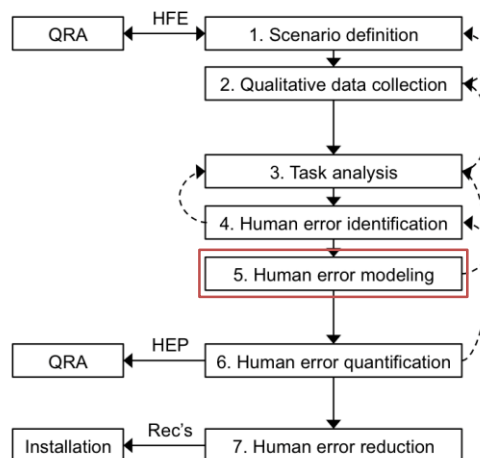 HFE
QRA
1. Scenario definition
2. Qualitative data collection
3. Task analysis
4. Human error identification
5. Human error modeling
HEP
QRA
6. Human error quantification
Rec's
Installation
7. Human error reduction